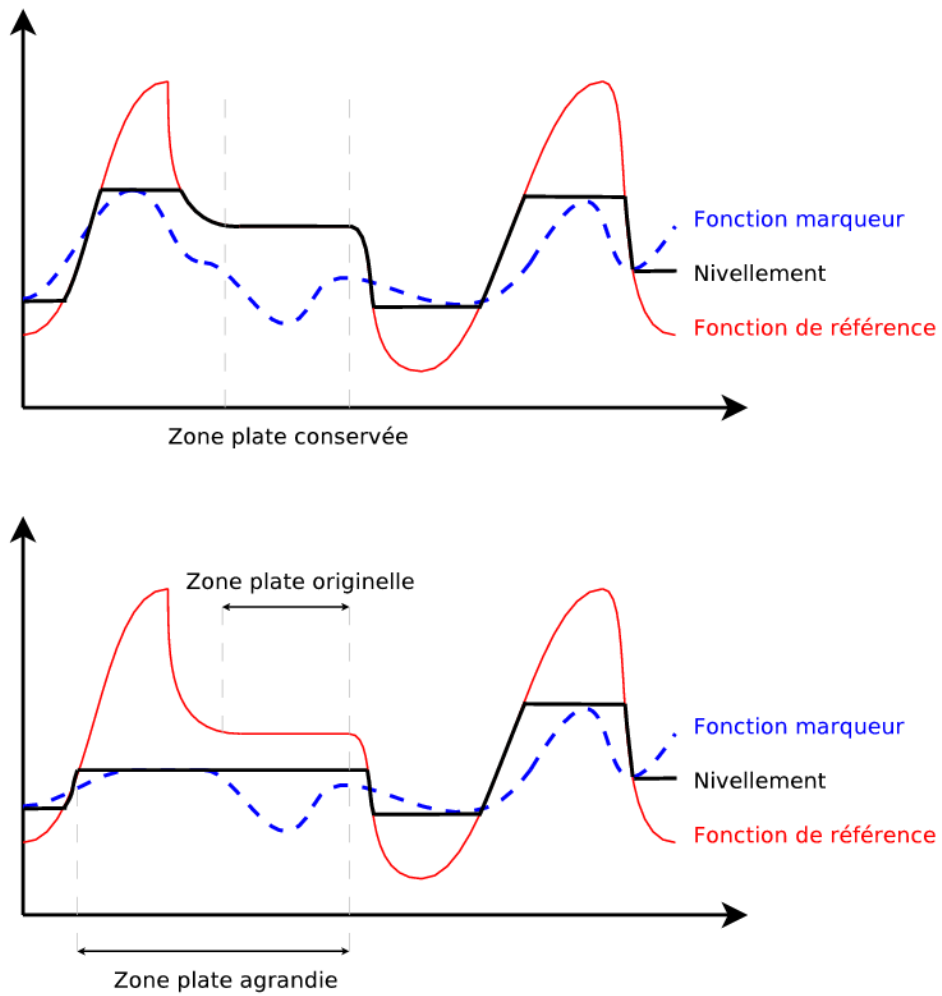 Fonction marqueur
Nivellement
Fonction de référence
Zone plate conservée
Zone plate originelle
Fonction marqueur
Nivellement
Fonction de référence
Zone plate agrandie